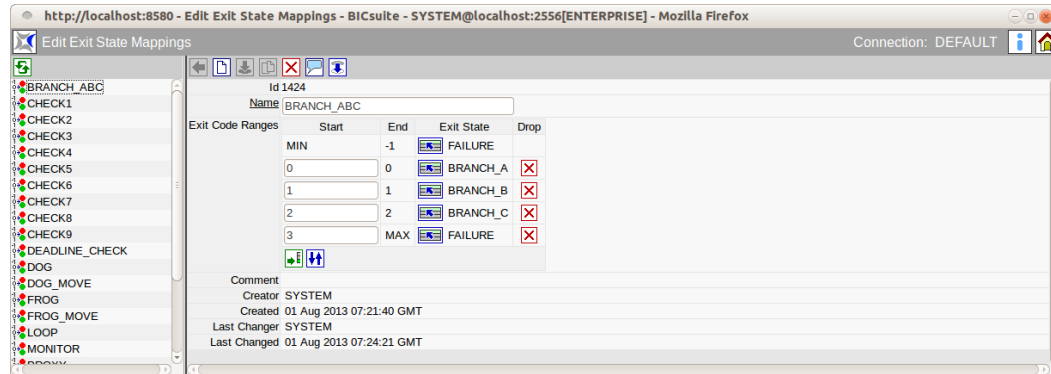 http://localhost:8580 - Edit Exit State Mappings - BICsuite - SYSTEM@localhost:2556[ENTERPRISE] - Mozilla Firefox
Edit Exit State Mappings
Connection: DEFAULT
BRANCH_ABC
CHECK1
CHECK2
CHECK3
CHECK4
CHECK5
CHECK6
CHECK7
CHECK8
CHECK9
DEADLINE_CHECK
DOG
DOG_MOVE
FROG
FROG_MOVE
LOOP
MONITOR
Id 1424
Name BRANCH_ABC
Exit Code Ranges Start End Exit State Drop
MIN -1 FAILURE
0 0 BRANCH_A
1 1 BRANCH_B
2 2 BRANCH_C
3 MAX FAILURE
Comment
Creator SYSTEM
Created 01 Aug 2013 07:21:40 GMT
Last Changer SYSTEM
Last Changed 01 Aug 2013 07:24:21 GMT